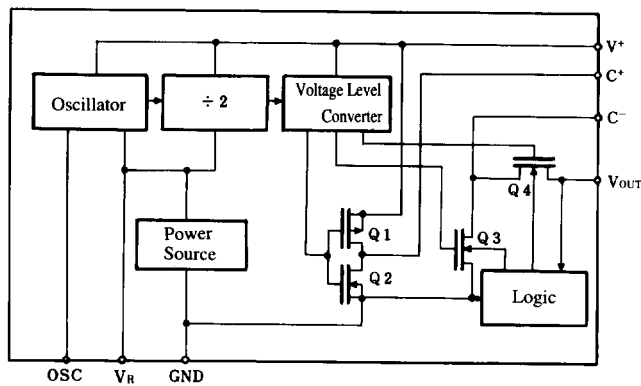 V+
C+
Oscillator
÷ 2
Voltage Level
Converter
C−
Q 4
VOUT
Q 1
Q 3
Power
Source
Q 2
Logic
OSC
VR
GND